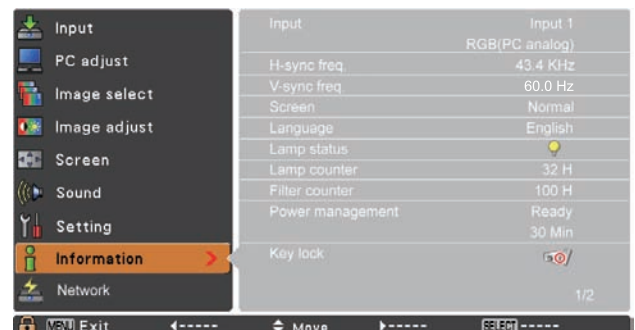 Input
PC adjust
Image select
Image adjust
Screen
Sound
Setting
Information
Network
Input Input 1
RGB(PC analog)
H-sync freq. 43.4 KHz
V-sync freq. 60.0 Hz
Screen Normal
Language English
Lamp status
Lamp counter 32 H
Filter counter 100 H
Power management Ready
30 Min
Key lock
1/2
MENU Exit ----- Move ----- SELECT -----